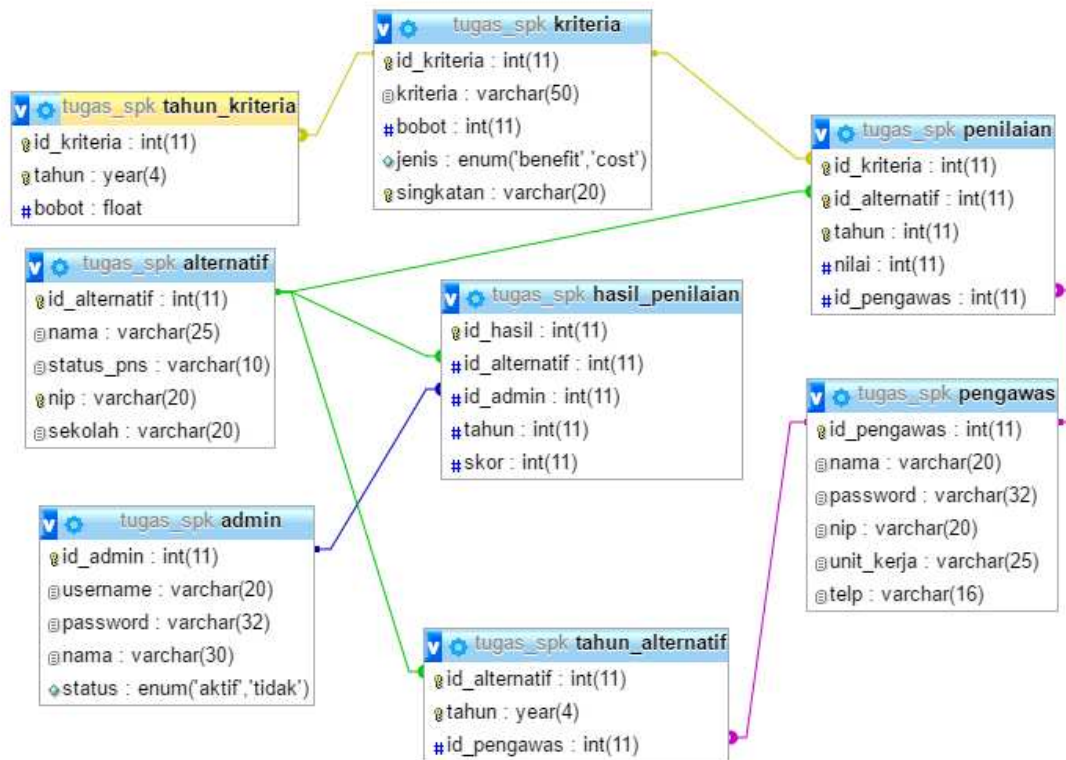 tugas_spk kriteria
id_kriteria : int(11)
kriteria : varchar(50)
#bobot : int(11)
jenis : enum('benefit','cost')
singkatan : varchar(20)
v tugas_spk tahun_kriteria
id_kriteria : int(11)
tahun : year(4)
#bobot : float
v tugas_spk penilaian
id_kriteria : int(11)
id_alternatif : int(11)
tahun : int(11)
#nilai : int(11)
#id_pengawas : int(11)
v tugas_spk alternatif
id_alternatif : int(11)
nama : varchar(25)
status_pns : varchar(10)
nip : varchar(20)
sekolah : varchar(20)
v tugas_spk hasil_penilaian
id_hasil : int(11)
#id_alternatif : int(11)
#id_admin : int(11)
#tahun : int(11)
#skor : int(11)
v tugas_spk pengawas
id_pengawas : int(11)
nama : varchar(20)
password : varchar(32)
nip : varchar(20)
unit_kerja : varchar(25)
telp : varchar(16)
v tugas_spk admin
id_admin : int(11)
username : varchar(20)
password : varchar(32)
nama : varchar(30)
status : enum('aktif','tidak')
v tugas_spk tahun_alternatif
id_alternatif : int(11)
tahun : year(4)
#id_pengawas : int(11)